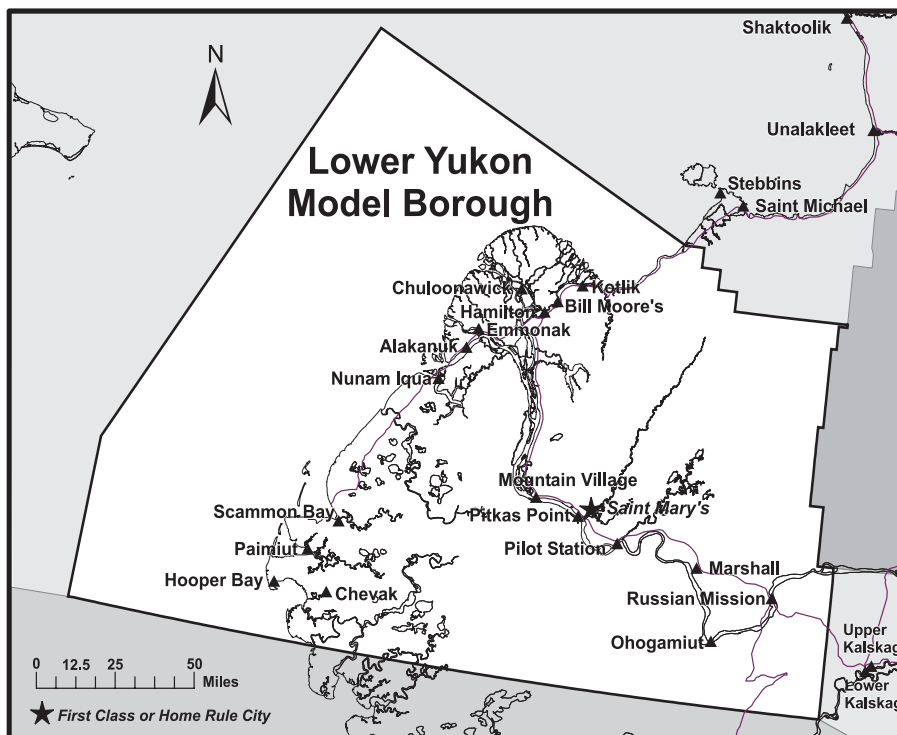 Shaktoolik
N
Unalakleet
Lower Yukon
Model Borough
Stebbins
Saint Michael
Chuloonawick
Kotlik
Bill Moore's
Hamilton
Emmonak
Alakanuk
Nunam Iqua
Mountain Village
Scammon Bay
Saint Mary's
Pitkas Point
Paimiut
Pilot Station
Hooper Bay
Marshall
Chevak
Russian Mission
Ohogamiut
Upper
Kalskag
Lower
Kalskag
0 12.5 25 50
Miles
First Class or Home Rule City